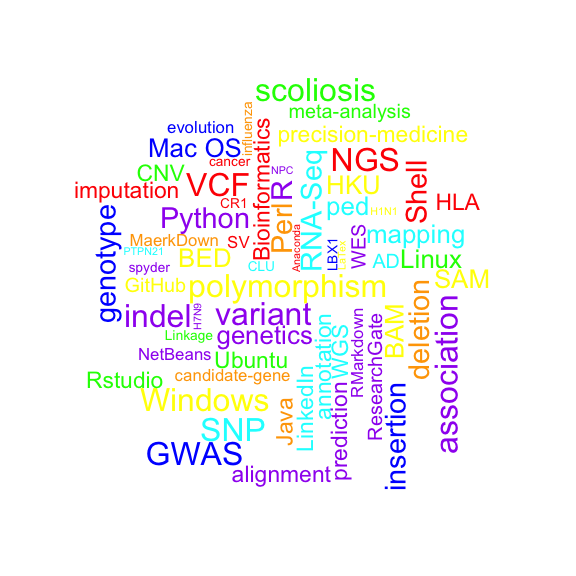 scoliosis
meta-analysis
influenza
evolution
precision-medicine
Mac OS
Bioinformatics
cancer
NGS
CNV
NPC
RNA-Seq
imputation
VCF
R
HKU
Shell
CR1
ped
HLA
H1N1
Python
Perl
genotype
MaerkDown
SV
mapping
WES
PTPN21
BED
Anaconda
LBX1
LaTex
AD
Linux
spyder
CLU
GitHub
polymorphism
SAM
indel
H7N9
variant
deletion
association
Linkage
genetics
annotation
WGS
RMarkdown
ResearchGate
BAM
NetBeans
Ubuntu
Rstudio
candidate-gene
LinkedIn
Windows
Java
prediction
insertion
SNP
GWAS
alignment